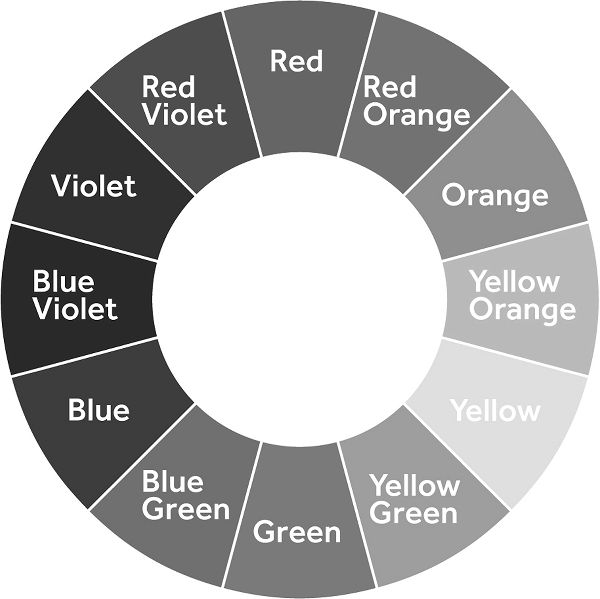 Red
Red
Orange
Orange
Yellow
Orange
Yellow
Yellow
Green
Green
Blue
Green
Blue
Blue
Violet
Violet
Red
Violet